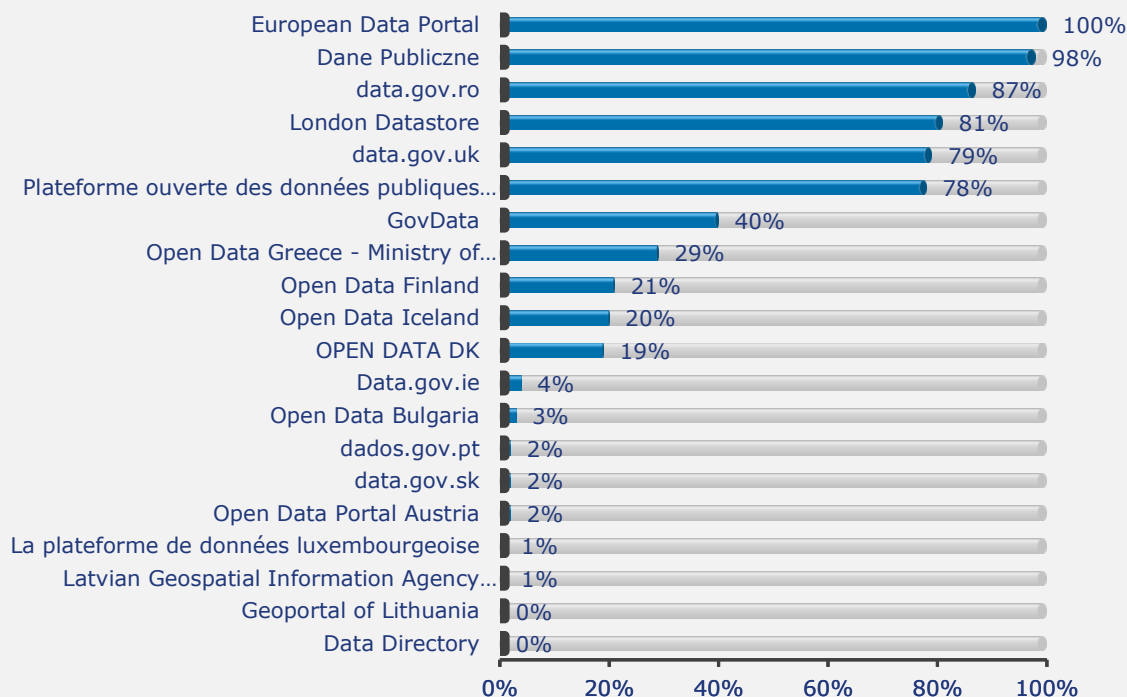 European Data Portal 100%
Dane Publiczne 98%
data.gov.ro 87%
London Datastore 81%
data.gov.uk 79%
Plateforme ouverte des données publiques… 78%
GovData 40%
Open Data Greece - Ministry of… 29%
Open Data Finland 21%
Open Data Iceland 20%
OPEN DATA DK 19%
Data.gov.ie 4%
Open Data Bulgaria 3%
dados.gov.pt 2%
data.gov.sk 2%
Open Data Portal Austria 2%
La plateforme de données luxembourgeoise 1%
Latvian Geospatial Information Agency… 1%
Geoportal of Lithuania 0%
Data Directory 0%
0% 20% 40% 60% 80% 100%